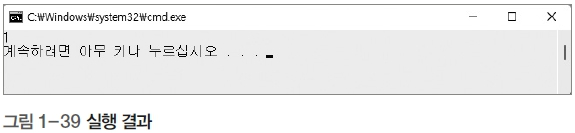 C:₩Windows₩system32₩cmd.exe
1
계속하려면 아무 키나 누르십시오 . . .
그림 1-39 실행 결과